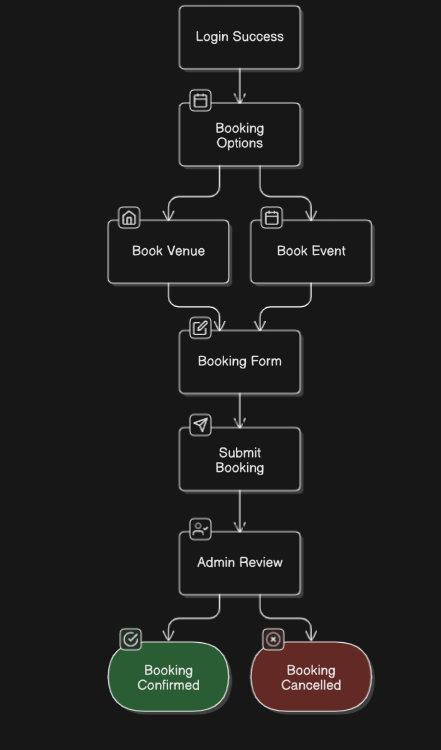 Login Success
Booking
Options
Book Venue
Book Event
Booking Form
Submit
Booking
Admin Review
Booking
Confirmed
Booking
Cancelled